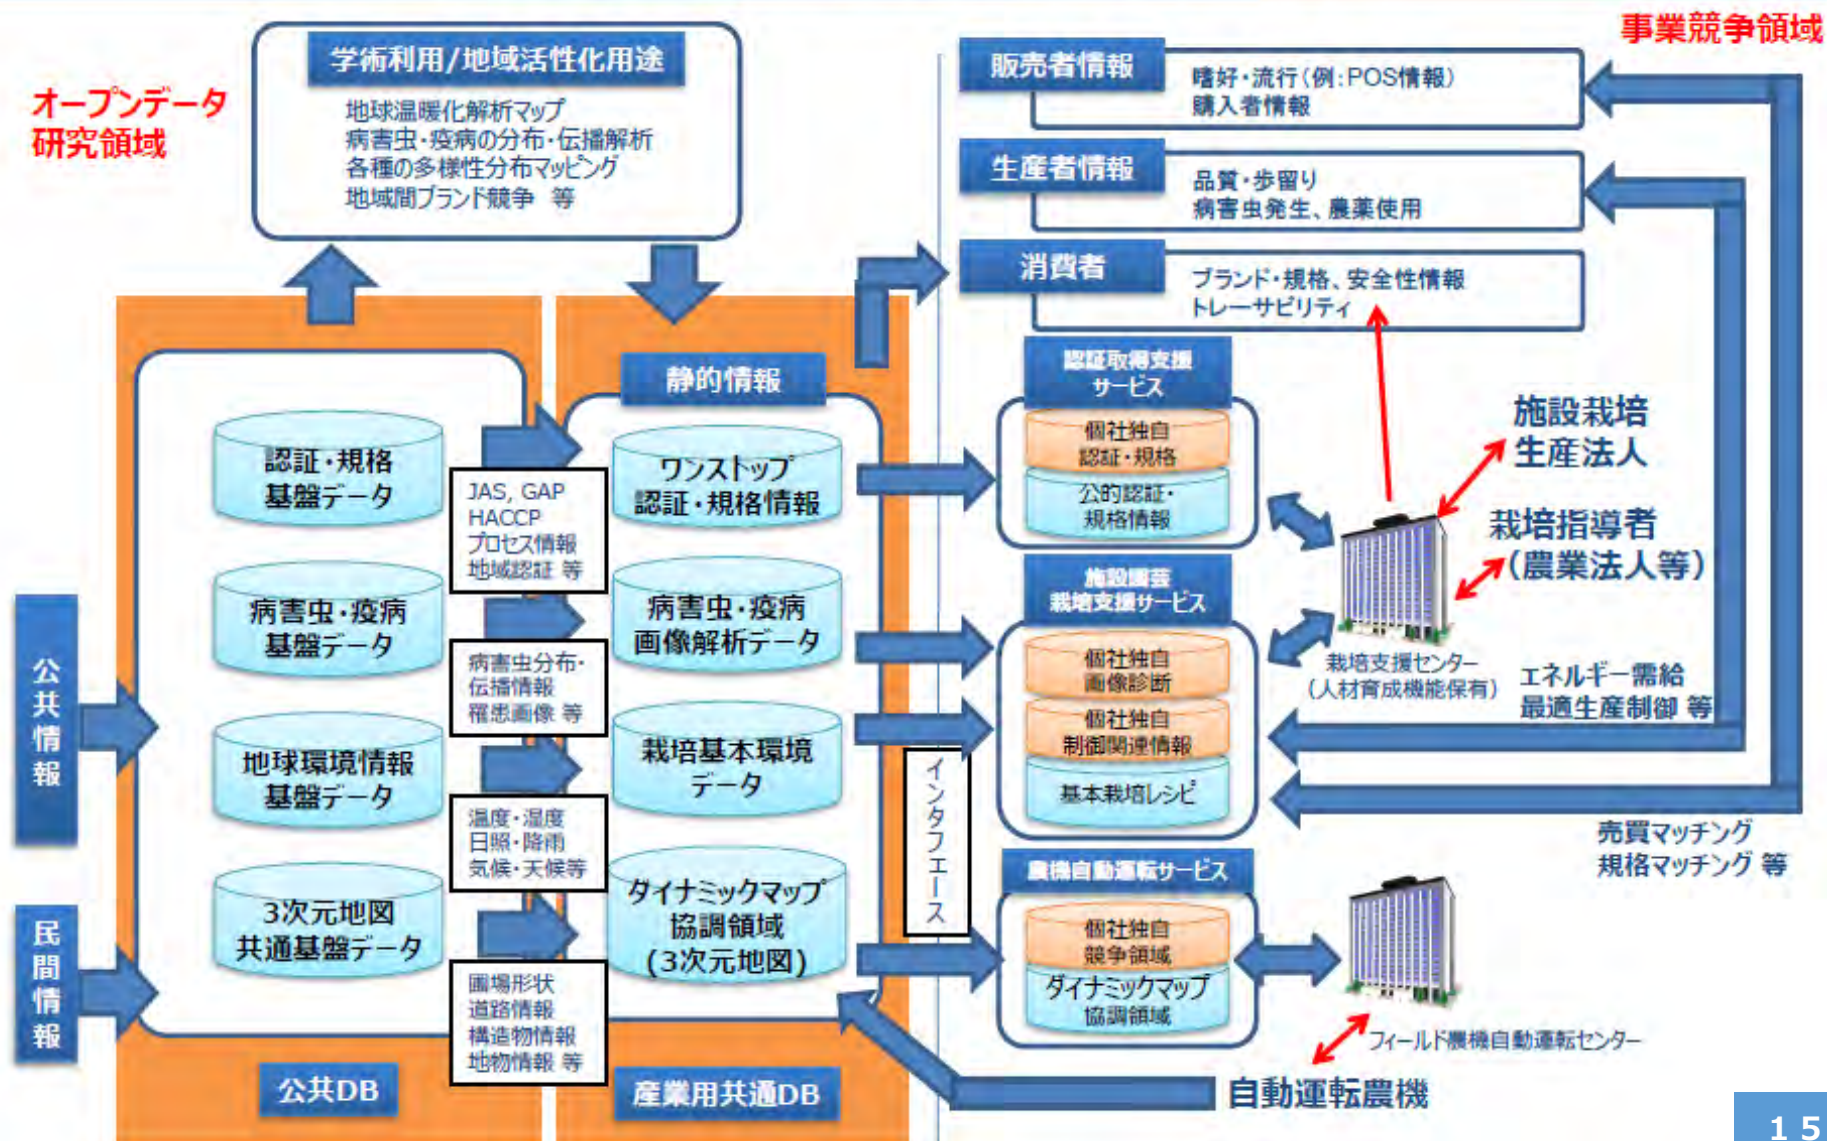 事業競争領域
オープンデータ
研究領域
学術利用/地域活性化用途
地球温暖化解析マップ
病害虫・疫病の分布・伝播解析
各種の多様性分布マッピング
地域間ブランド競争 等
販売者情報
嗜好・流行(例:POS情報)
購入者情報
生産者情報
品質・歩留り
病害虫発生、農薬使用
消費者
ブランド・規格、安全性情報
トレーサビリティ
公共情報
民間情報
認証・規格
基盤データ
病害虫・疫病
基盤データ
地球環境情報
基盤データ
3次元地図
共通基盤データ
公共DB
JAS, GAP
HACCP
プロセス情報
地域認証 等
病害虫分布・
伝播情報
罹患画像 等
温度・湿度
日照・降雨
気候・天候等
圃場形状
道路情報
構造物情報
地物情報 等
静的情報
ワンストップ
認証・規格情報
病害虫・疫病
画像解析データ
栽培基本環境
データ
ダイナミックマップ
協調領域
(3次元地図)
産業用共通DB
インタフェース
認証取得支援
サービス
個社独自
認証・規格
公的認証・
規格情報
施設園芸
栽培支援サービス
個社独自
画像診断
個社独自
制御関連情報
基本栽培レシピ
農機自動運転サービス
個社独自
競争領域
ダイナミックマップ
協調領域
施設栽培
生産法人
栽培指導者
(農業法人等)
栽培支援センター
(人材育成機能保有)
エネルギー需給
最適生産制御 等
売買マッチング
規格マッチング 等
フィールド農機自動運転センター
自動運転農機
15